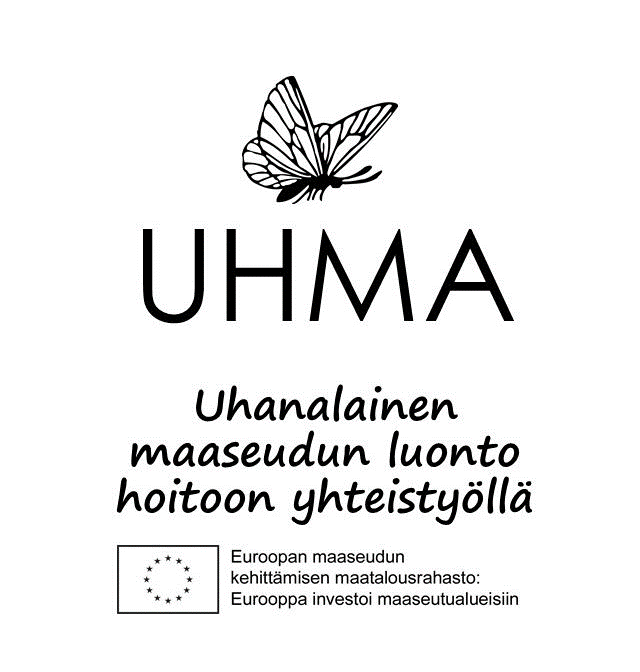 UHMA
Uhanalainen
maaseudun luonto
hoitoon yhteistyöllä
Euroopan maaseudun
kehittämisen maatalousrahasto:
Eurooppa investoi maaseutualueisiin